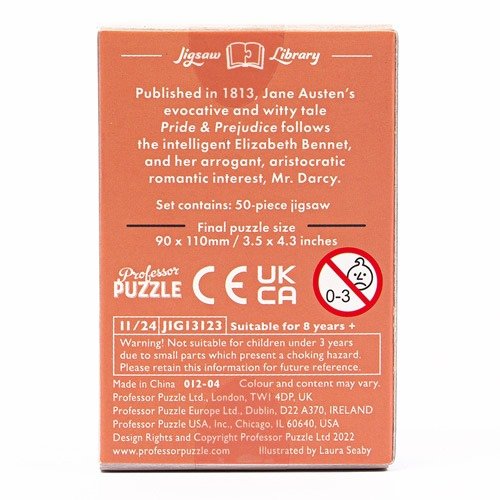 Jigsaw Library
Published in 1813, Jane Austen's
evocative and witty tale
Pride & Prejudice follows
the intelligent Elizabeth Bennet,
and her arrogant, aristocratic
romantic interest, Mr. Darcy.
Set contains: 50-piece jigsaw
Final puzzle size
90 x 110mm / 3.5 x 4.3 inches
Professor
PUZZLE
CE
UK
CA
0-3
11/24 JIG13123 Suitable for 8 years +
Warning! Not suitable for children under 3 years
due to small parts which present a choking hazard.
Please retain this information for future reference.
Made in China 012-04 Colour and content may vary.
Professor Puzzle Ltd., London, TW1 4DP, UK
Professor Puzzle Europe Ltd., Dublin, D22 A370, IRELAND
Professor Puzzle USA, Inc., Chicago, IL 60640, USA
Design Rights and Copyright Professor Puzzle Ltd 2022
www.professorpuzzle.com Illustrated by Laura Seaby